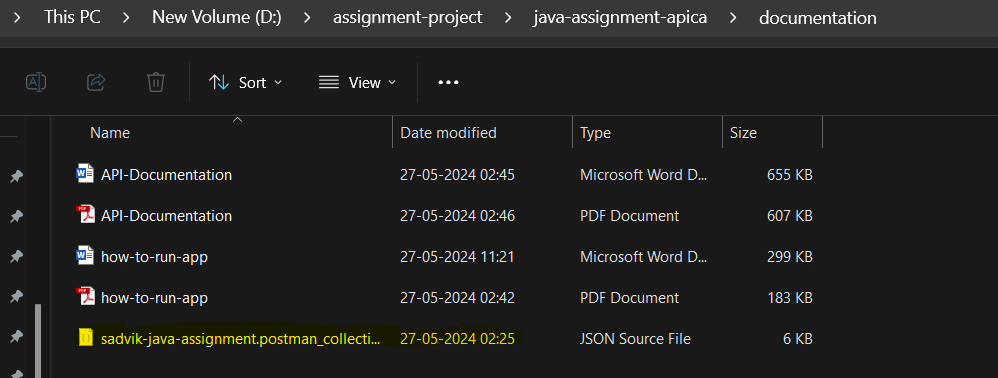 This PC > New Volume (D:) > assignment-project > java-assignment-apica > documentation
Sort View
Name Date modified Type Size
API-Documentation 27-05-2024 02:45 Microsoft Word D... 655 KB
API-Documentation 27-05-2024 02:46 PDF Document 607 KB
how-to-run-app 27-05-2024 11:21 Microsoft Word D... 299 KB
how-to-run-app 27-05-2024 02:42 PDF Document 183 KB
sadvik-java-assignment.postman_collecti... 27-05-2024 02:25 JSON Source File 6 KB